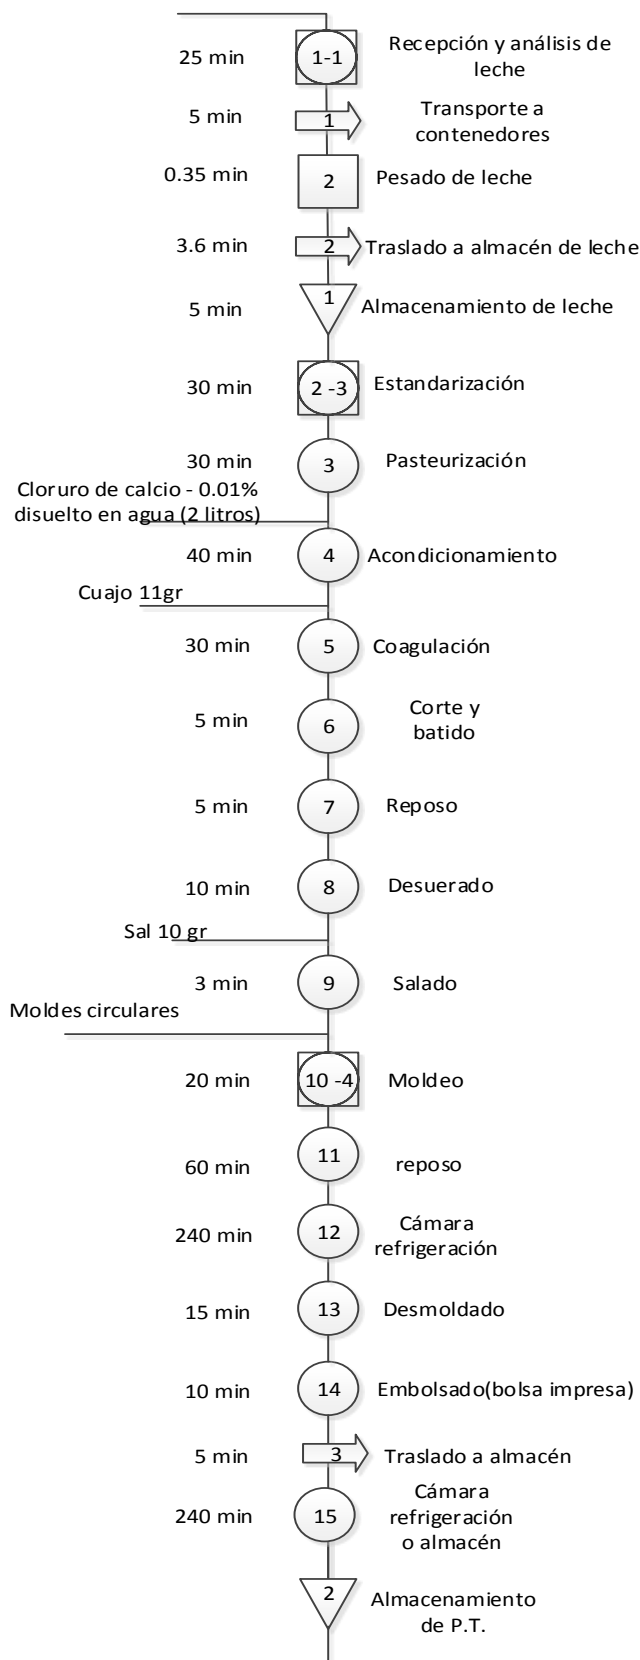 25 min
1-1
Recepción y análisis de
leche
5 min
1
Transporte a
contenedores
0.35 min
2
Pesado de leche
3.6 min
2
Traslado a almacén de leche
5 min
1
Almacenamiento de leche
30 min
2 -3
Estandarización
30 min
3
Pasteurización
Cloruro de calcio - 0.01%
disuelto en agua (2 litros)
40 min
4
Acondicionamiento
Cuajo 11gr
30 min
5
Coagulación
5 min
6
Corte y
batido
5 min
7
Reposo
10 min
8
Desuerado
Sal 10 gr
3 min
9
Salado
Moldes circulares
20 min
10 -4
Moldeo
60 min
11
reposo
240 min
12
Cámara
refrigeración
15 min
13
Desmoldado
10 min
14
Embolsado(bolsa impresa)
5 min
3
Traslado a almacén
240 min
15
Cámara
refrigeración
o almacén
2
Almacenamiento
de P.T.